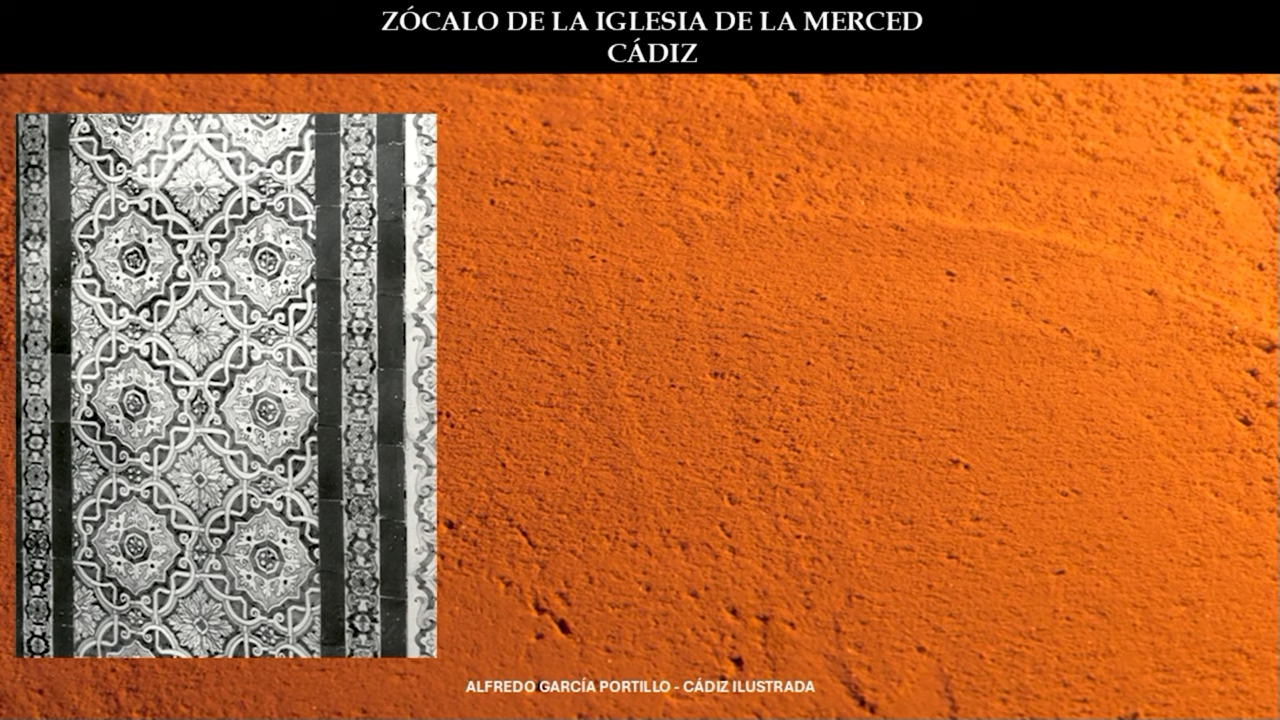 ZÓCALO DE LA IGLESIA DE LA MERCED
CÁDIZ
ALFREDO GARCÍA PORTILLO - CÁDIZ ILUSTRADA